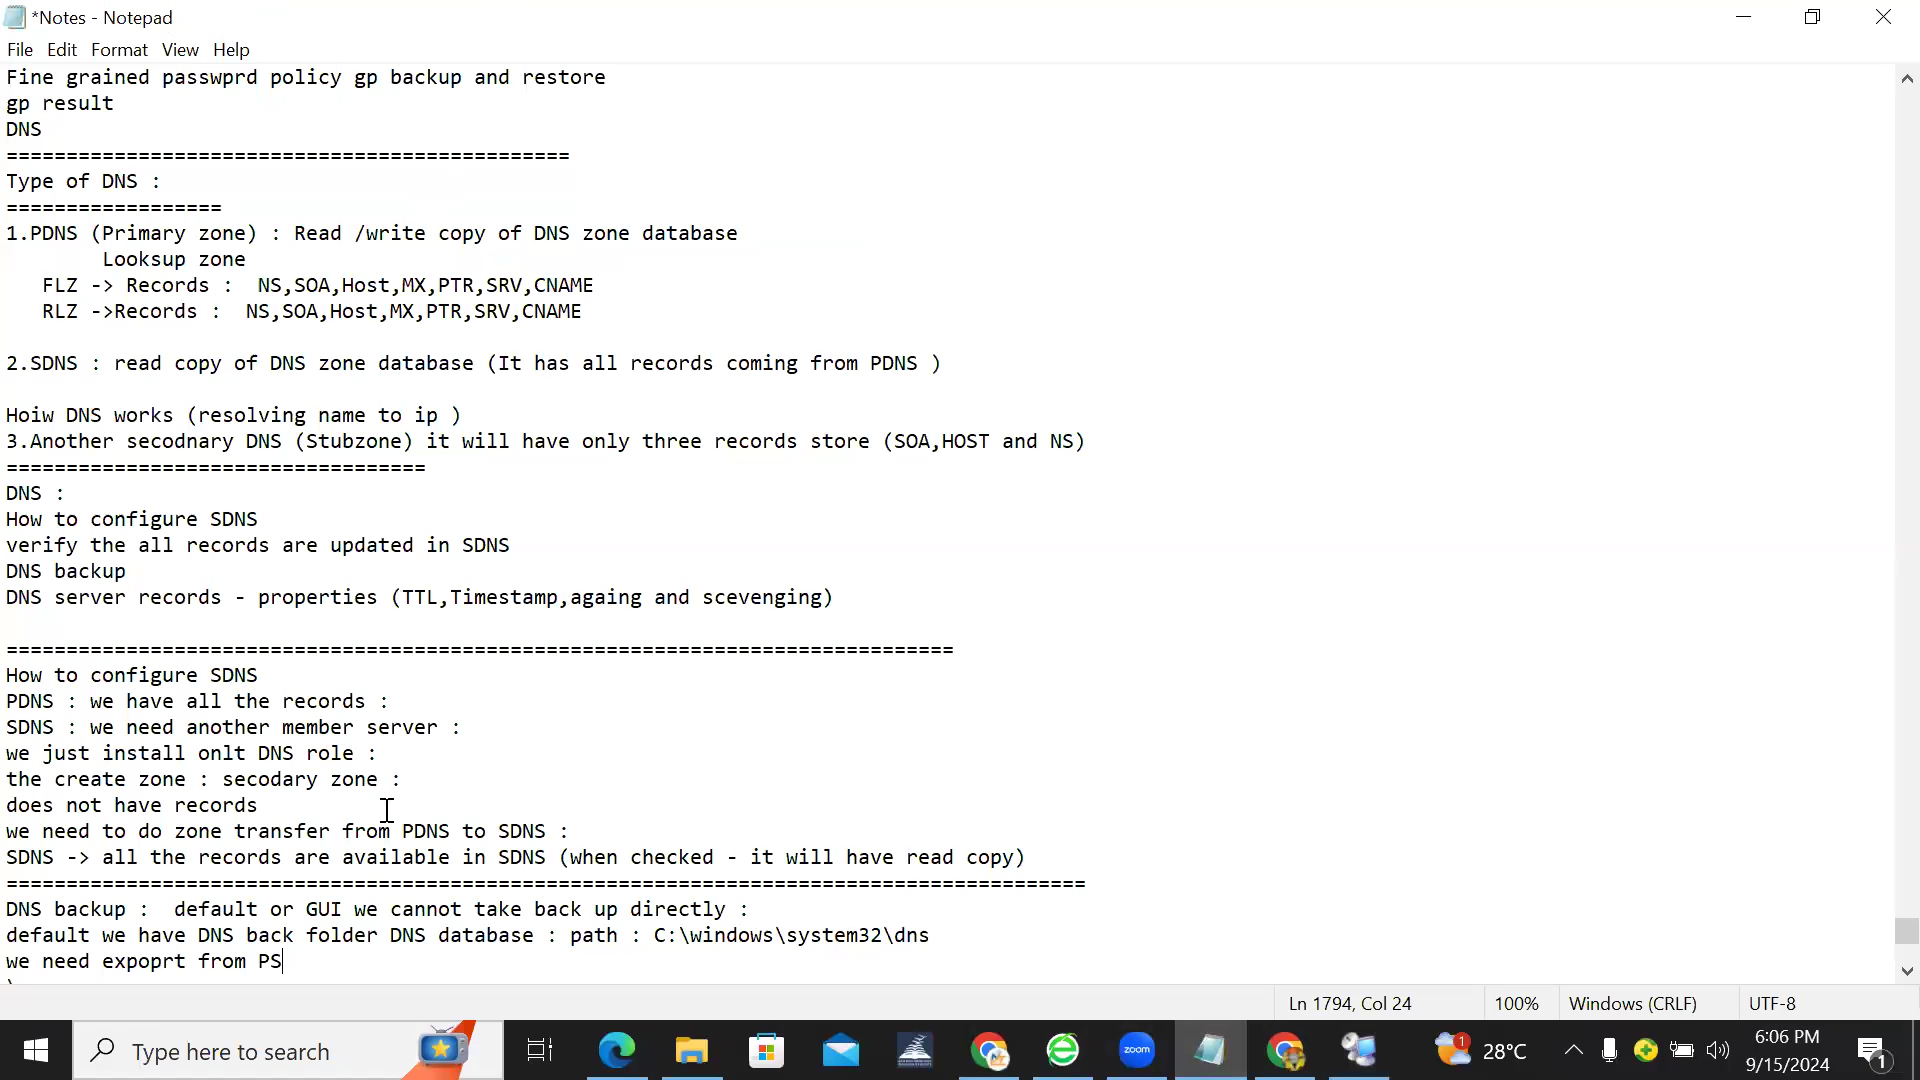 *Notes - Notepad
File Edit Format View Help
Fine grained passwprd policy gp backup and restore
gp result
DNS
===============================================
Type of DNS :
==================
1.PDNS (Primary zone) : Read /write copy of DNS zone database
Looksup zone
FLZ -> Records :  NS,SOA,Host,MX,PTR,SRV,CNAME
RLZ ->Records :  NS,SOA,Host,MX,PTR,SRV,CNAME
2.SDNS : read copy of DNS zone database (It has all records coming from PDNS )
Hoiw DNS works (resolving name to ip )
3.Another secodnary DNS (Stubzone) it will have only three records store (SOA,HOST and NS)
===================================
DNS :
How to configure SDNS
verify the all records are updated in SDNS
DNS backup
DNS server records - properties (TTL,Timestamp,againg and scevenging)
===============================================================================
How to configure SDNS
PDNS : we have all the records :
SDNS : we need another member server :
we just install onlt DNS role :
the create zone : secodary zone :
does not have records
we need to do zone transfer from PDNS to SDNS :
SDNS -> all the records are available in SDNS (when checked - it will have read copy)
==========================================================================================
DNS backup :  default or GUI we cannot take back up directly :
default we have DNS back folder DNS database : path : C:\windows\system32\dns
we need expoprt from PS
Ln 1794, Col 24
100%
Windows (CRLF)
UTF-8
Type here to search
zoom
1
28°C
6:06 PM
9/15/2024
1